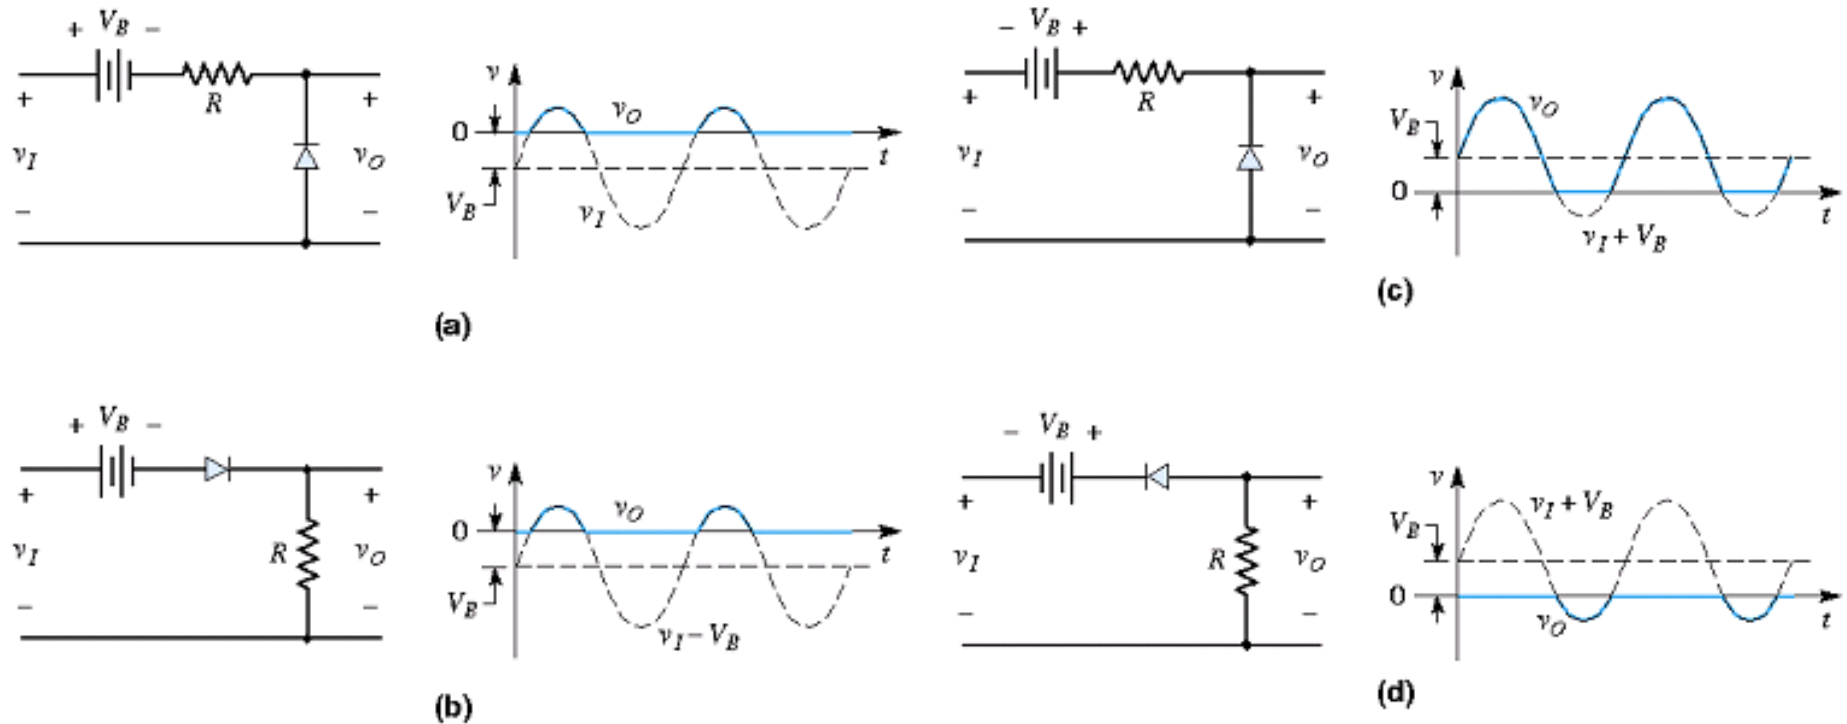 + V_B −
+
v_I
−
R
+
v_O
−
v
0
V_B
v_O
v_I
t
(a)
+ V_B −
+
v_I
−
R
+
v_O
−
v
0
V_B
v_O
v_I − V_B
t
(b)
− V_B +
+
v_I
−
R
+
v_O
−
v
V_B
0
v_O
v_I + V_B
t
(c)
− V_B +
+
v_I
−
R
+
v_O
−
v
V_B
0
v_I + V_B
v_O
t
(d)